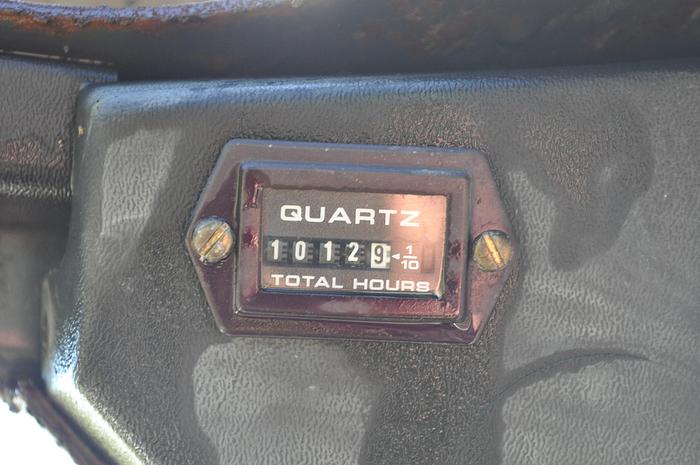 QUARTZ
10129 ◄ 1/10
TOTAL HOURS